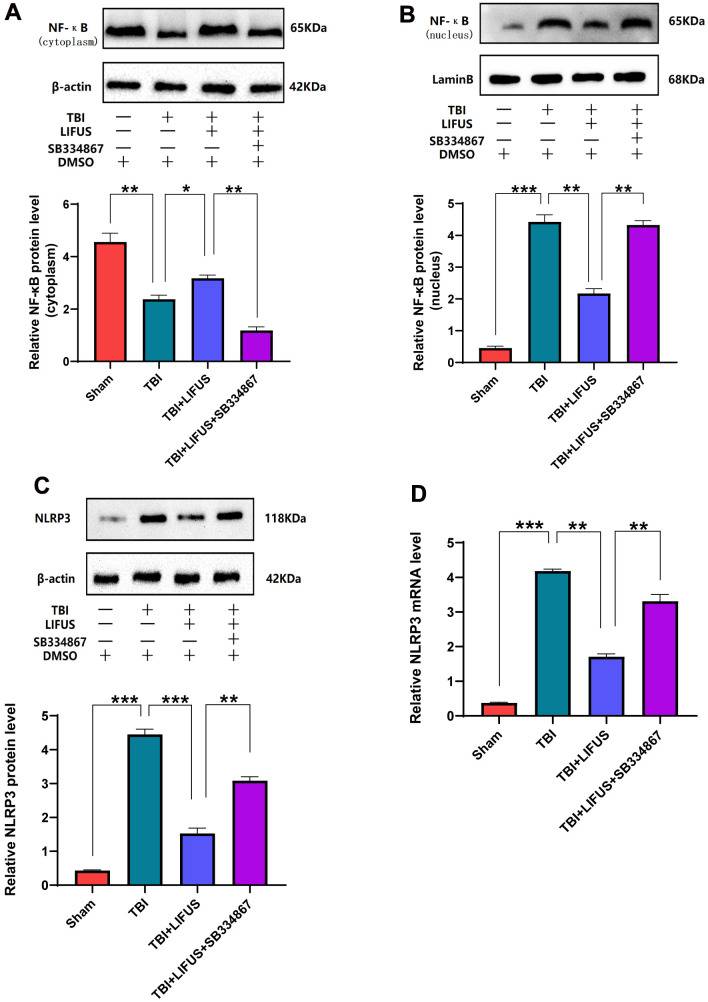 A
NF-κB
(cytoplasm)
65KDa
β-actin
42KDa
TBI — + + +
LIFUS — — + +
SB334867 — — — +
DMSO + + + +
Relative NF-κB protein level
(cytoplasm)
** * **
6
4
2
0
Sham
TBI
TBI+LIFUS
TBI+LIFUS+SB334867
B
NF-κB
(nucleus)
65KDa
LaminB
68KDa
TBI — + + +
LIFUS — — + +
SB334867 — — — +
DMSO + + + +
Relative NF-κB protein level
(nucleus)
*** ** **
5
4
3
2
1
0
Sham
TBI
TBI+LIFUS
TBI+LIFUS+SB334867
C
NLRP3
118KDa
β-actin
42KDa
TBI — + + +
LIFUS — — + +
SB334867 — — — +
DMSO + + + +
Relative NLRP3 protein level
*** *** **
5
4
3
2
1
0
Sham
TBI
TBI+LIFUS
TBI+LIFUS+SB334867
D
Relative NLRP3 mRNA level
*** ** **
5
4
3
2
1
0
Sham
TBI
TBI+LIFUS
TBI+LIFUS+SB334867